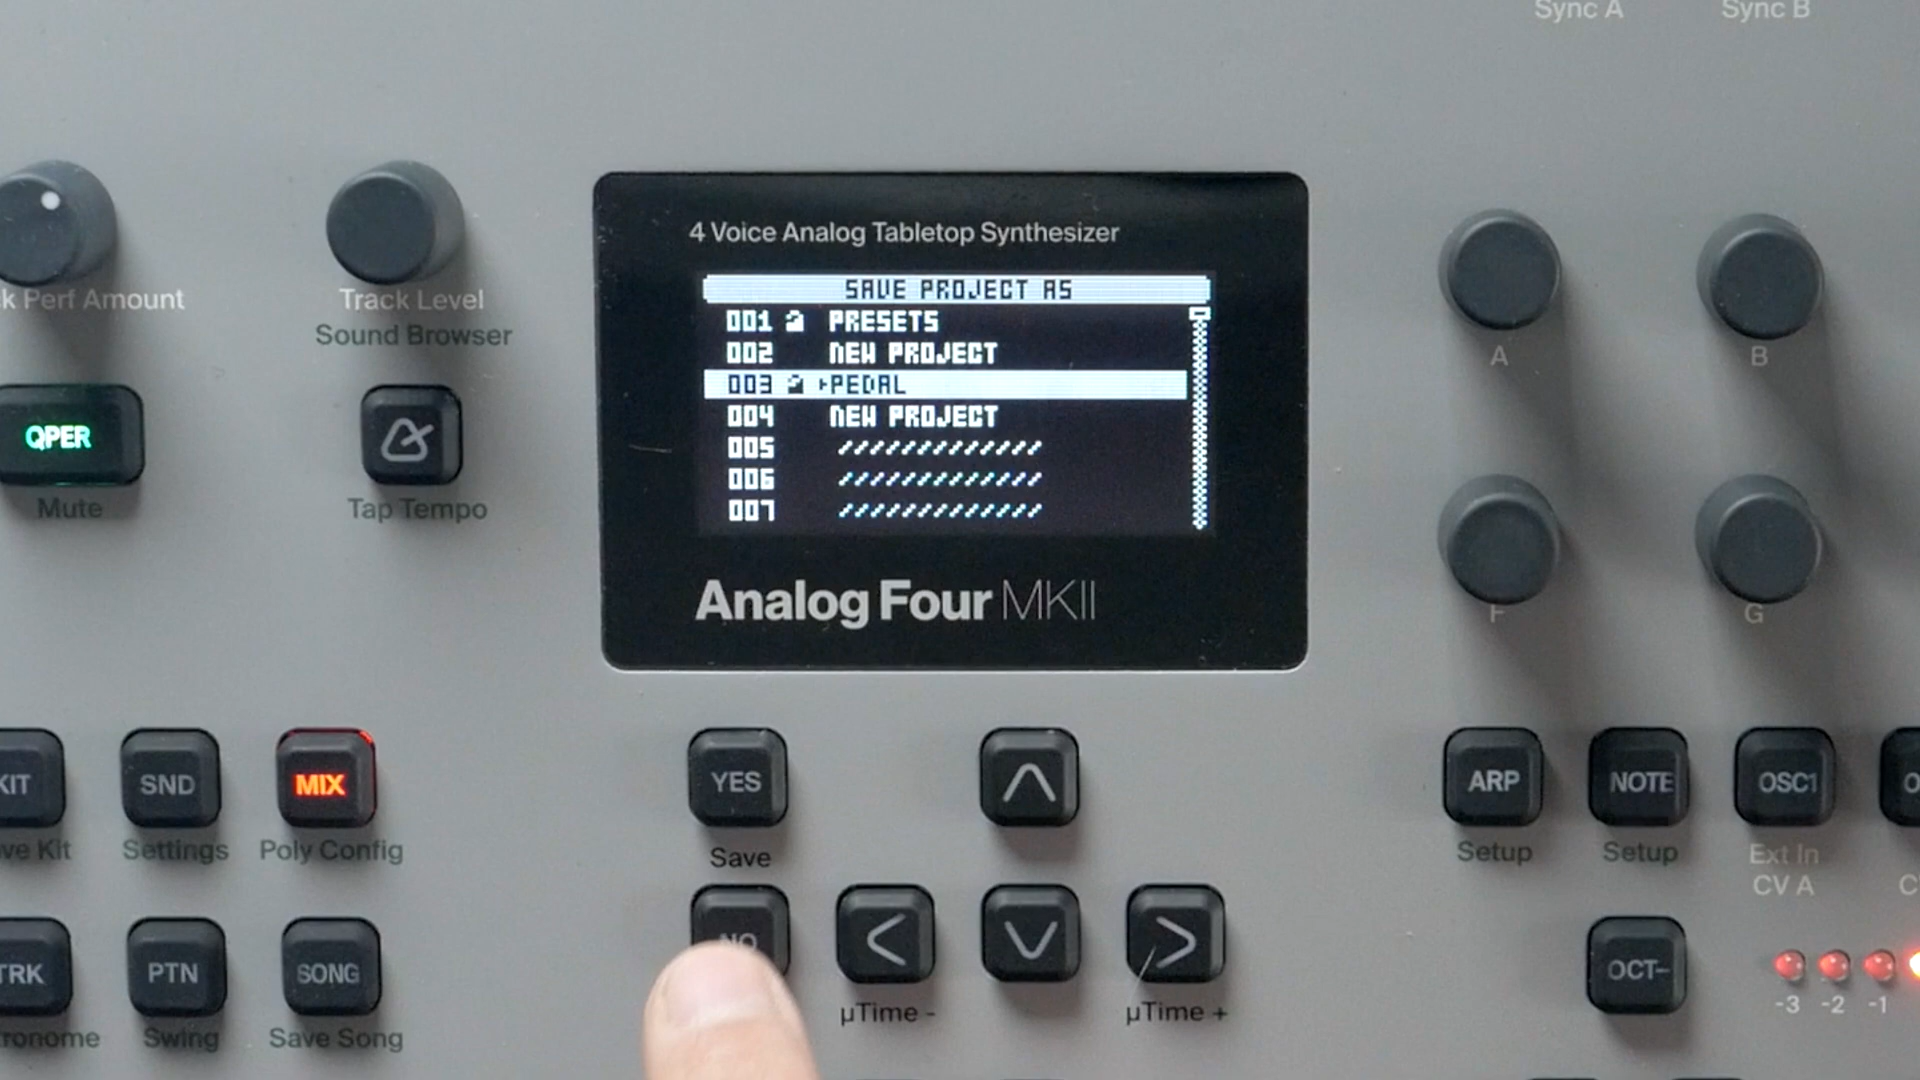 Sync A
Sync B
4 Voice Analog Tabletop Synthesizer
k Perf Amount
Track Level
Sound Browser
SAVE PROJECT AS
001 PRESETS
002 NEW PROJECT
003 PEDAL
004 NEW PROJECT
005 /////////////
006 /////////////
007 /////////////
A
B
QPER
Mute
Tap Tempo
Analog Four MKII
F
G
KIT
SND
MIX
YES
ARP
NOTE
OSC1
ve Kit
Settings
Poly Config
Save
Setup
Setup
Ext In
CV A
C
TRK
PTN
SONG
NO
<
>
OCT-
-3
-2
-1
ronome
Swing
Save Song
µTime -
µTime +